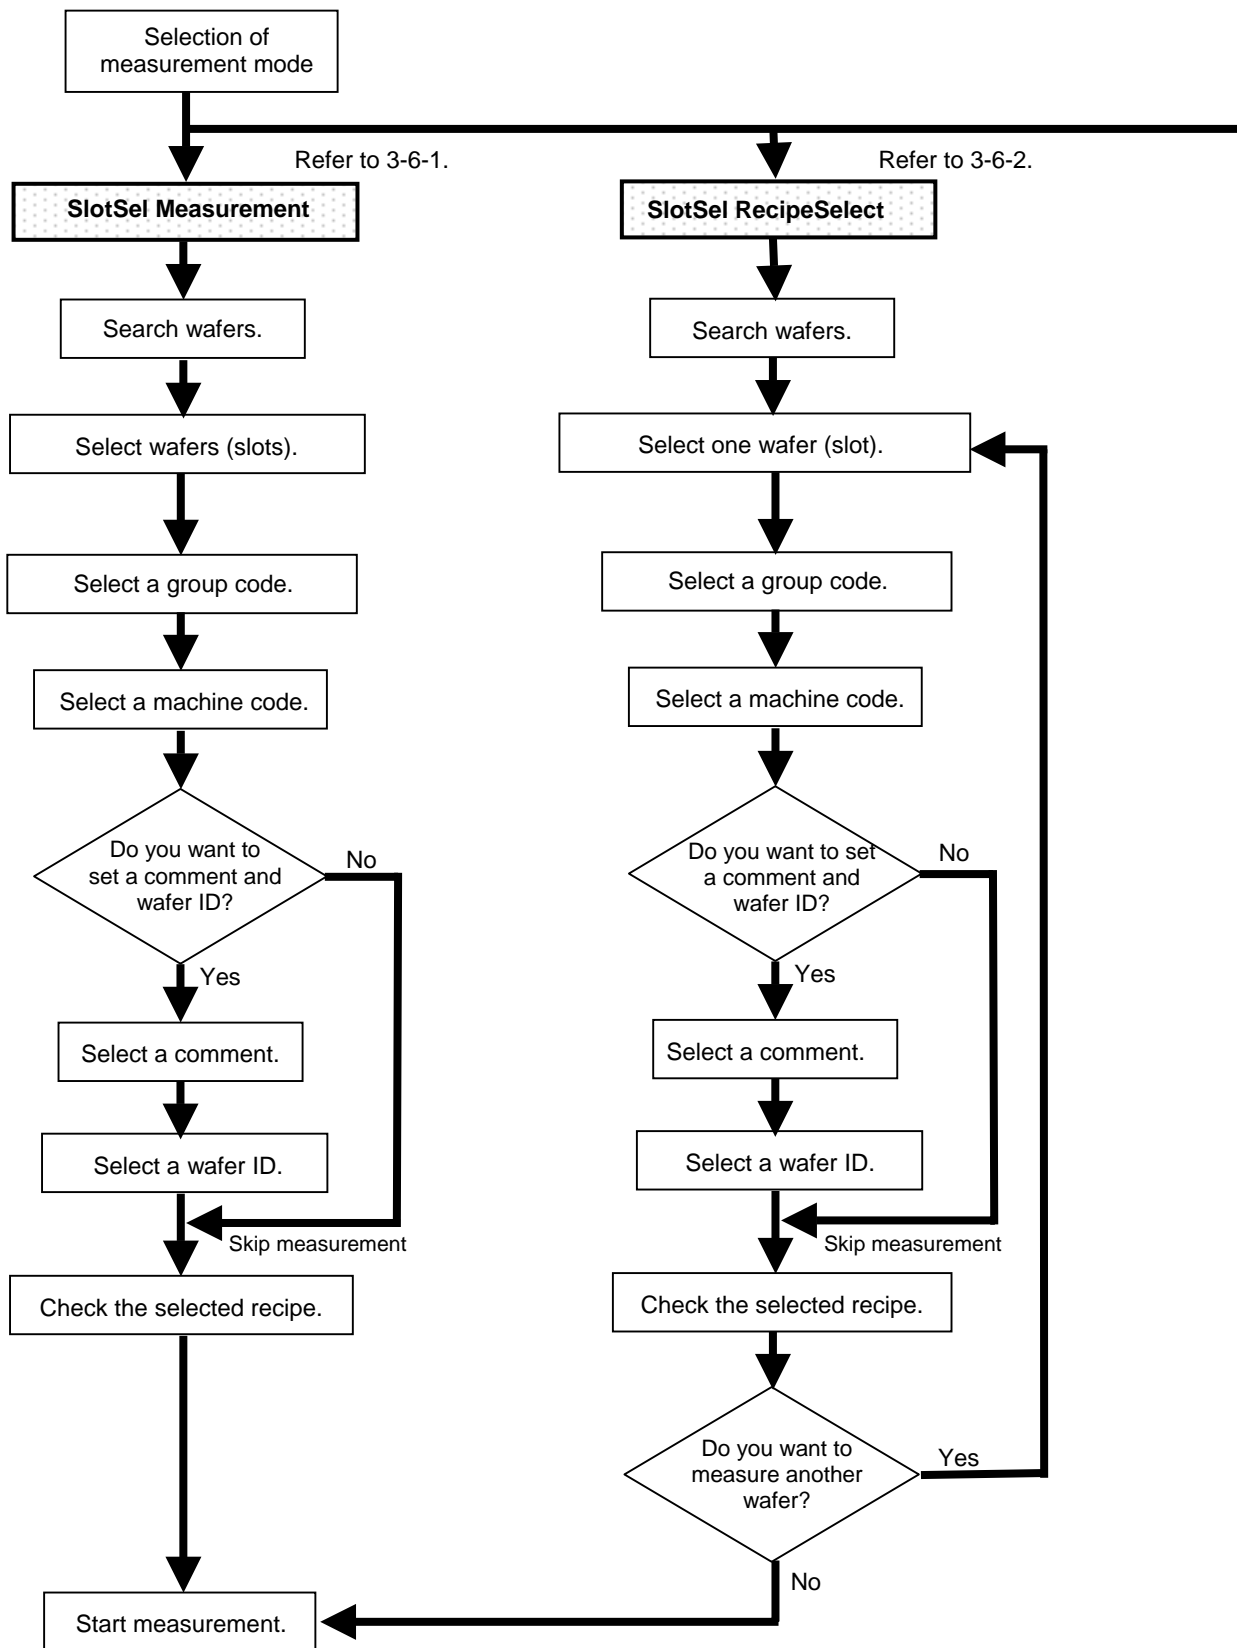 Selection of
measurement mode
Refer to 3-6-1.
SlotSel Measurement
Search wafers.
Select wafers (slots).
Select a group code.
Select a machine code.
Do you want to
set a comment and
wafer ID?
No
Yes
Select a comment.
Select a wafer ID.
Skip measurement
Check the selected recipe.
Start measurement.
Refer to 3-6-2.
SlotSel RecipeSelect
Search wafers.
Select one wafer (slot).
Select a group code.
Select a machine code.
Do you want to set
a comment and
wafer ID?
No
Yes
Select a comment.
Select a wafer ID.
Skip measurement
Check the selected recipe.
Do you want to
measure another
wafer?
Yes
No